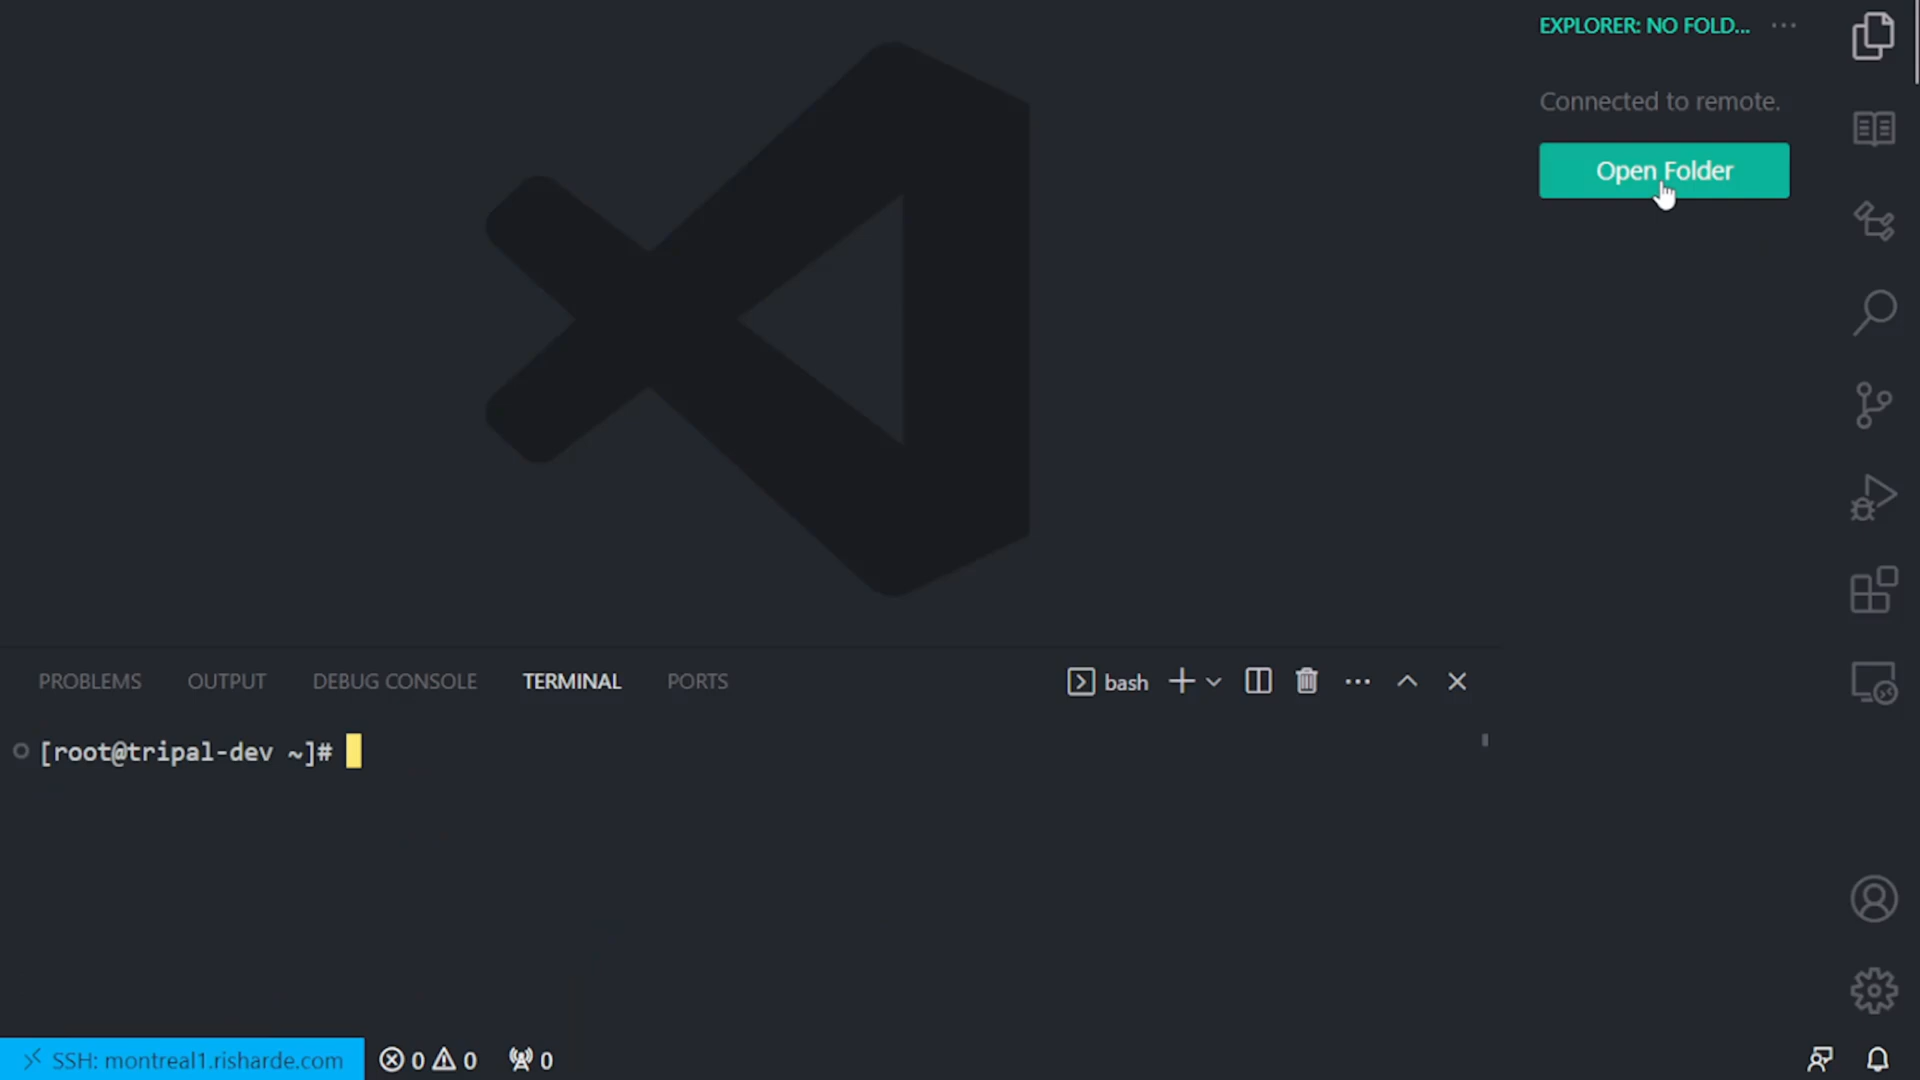 EXPLORER: NO FOLD...
Connected to remote.
Open Folder
PROBLEMS OUTPUT DEBUG CONSOLE TERMINAL PORTS bash
[root@tripal-dev ~]#
SSH: montreal1.risharde.com 0 0 0